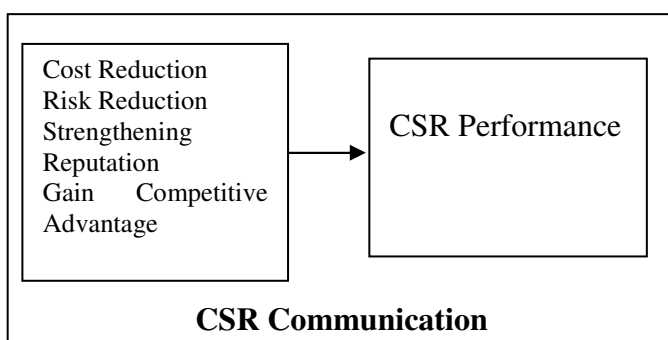 Cost Reduction
Risk Reduction
Strengthening
Reputation
Gain Competitive
Advantage
CSR Performance
CSR Communication